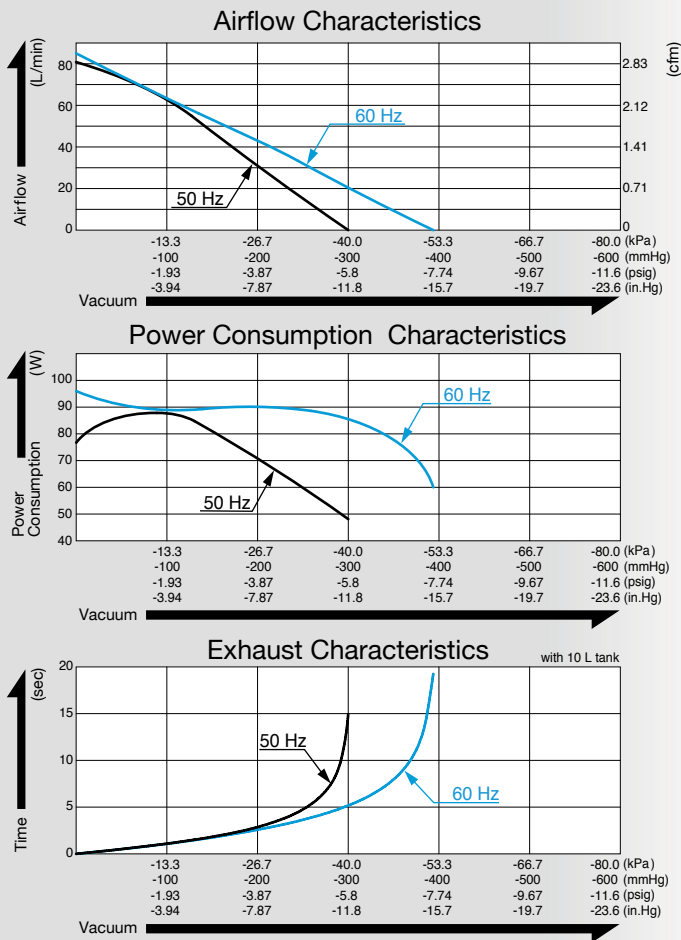 Airflow Characteristics
(L/min)
(cfm)
Airflow
80
60
40
20
0
2.83
2.12
1.41
0.71
0
60 Hz
50 Hz
-13.3 -26.7 -40.0 -53.3 -66.7 -80.0 (kPa)
-100 -200 -300 -400 -500 -600 (mmHg)
-1.93 -3.87 -5.8 -7.74 -9.67 -11.6 (psig)
-3.94 -7.87 -11.8 -15.7 -19.7 -23.6 (in.Hg)
Vacuum
Power Consumption Characteristics
(W)
Power
Consumption
100
90
80
70
60
50
40
60 Hz
50 Hz
-13.3 -26.7 -40.0 -53.3 -66.7 -80.0 (kPa)
-100 -200 -300 -400 -500 -600 (mmHg)
-1.93 -3.87 -5.8 -7.74 -9.67 -11.6 (psig)
-3.94 -7.87 -11.8 -15.7 -19.7 -23.6 (in.Hg)
Vacuum
Exhaust Characteristics
with 10 L tank
(sec)
Time
20
15
10
5
0
50 Hz
60 Hz
-13.3 -26.7 -40.0 -53.3 -66.7 -80.0 (kPa)
-100 -200 -300 -400 -500 -600 (mmHg)
-1.93 -3.87 -5.8 -7.74 -9.67 -11.6 (psig)
-3.94 -7.87 -11.8 -15.7 -19.7 -23.6 (in.Hg)
Vacuum